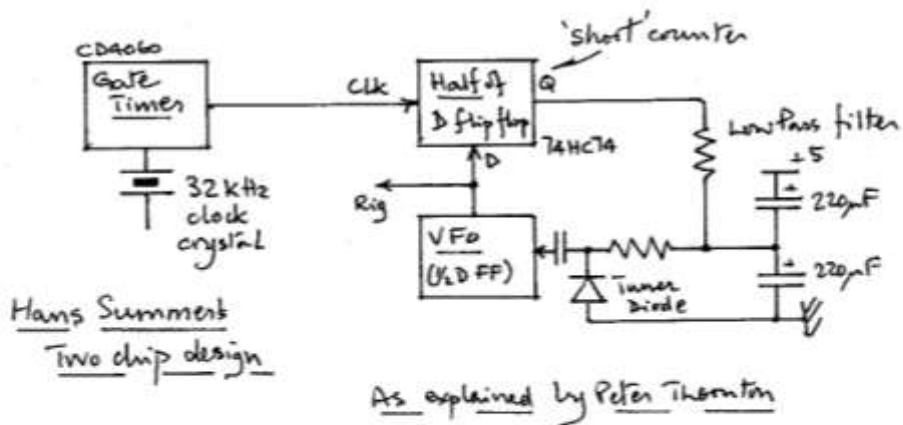 CD4060
Gate
Timer
32 kHz
clock
crystal
Clk
Half of
D flip flop
Q
D
74HC74
'short' counter
Low Pass filter
+5
+
220µF
+
220µF
Rig
VFO
(½ D FF)
Tuner
Diode
Hans Summers
Two chip design
As explained by Peter Thornton